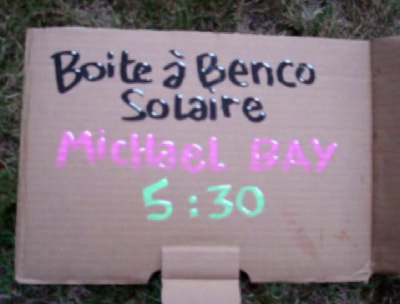 Boite à Benco
Solaire
MicHaeL BAY
5:30